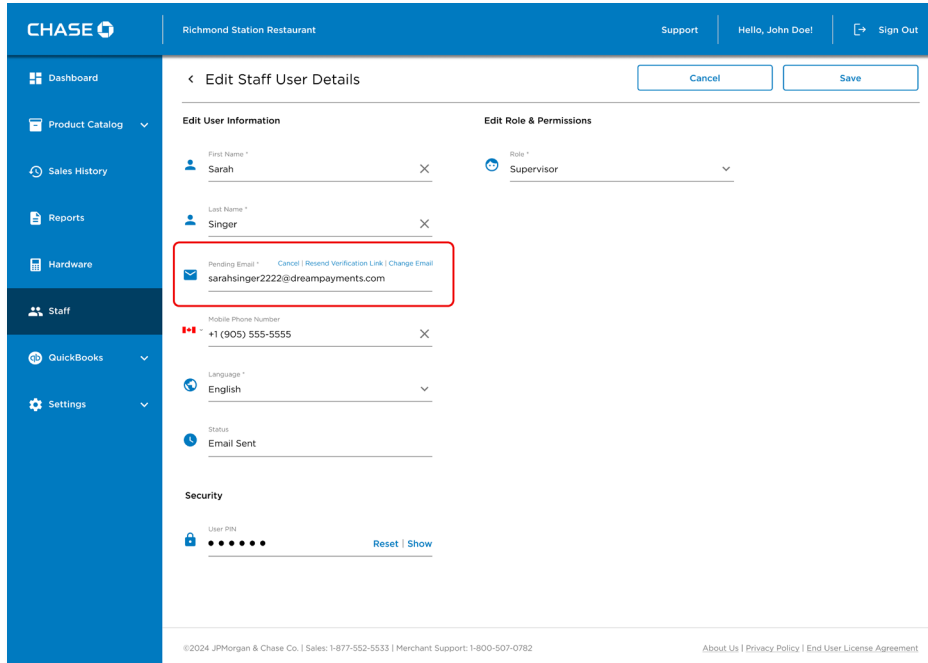 CHASE
Richmond Station Restaurant
Support
Hello, John Doe!
Sign Out
Dashboard
Product Catalog
Sales History
Reports
Hardware
Staff
QuickBooks
Settings
Edit Staff User Details
Cancel
Save
Edit User Information
First Name *
Sarah
Last Name *
Singer
Pending Email * Cancel | Resend Verification Link | Change Email
sarahsinger2222@dreampayments.com
Mobile Phone Number
+1 (905) 555-5555
Language *
English
Status
Email Sent
Security
User PIN
Reset | Show
Edit Role & Permissions
Role *
Supervisor
©2024 JPMorgan & Chase Co. | Sales: 1-877-552-5533 | Merchant Support: 1-800-507-0782
About Us | Privacy Policy | End User License Agreement